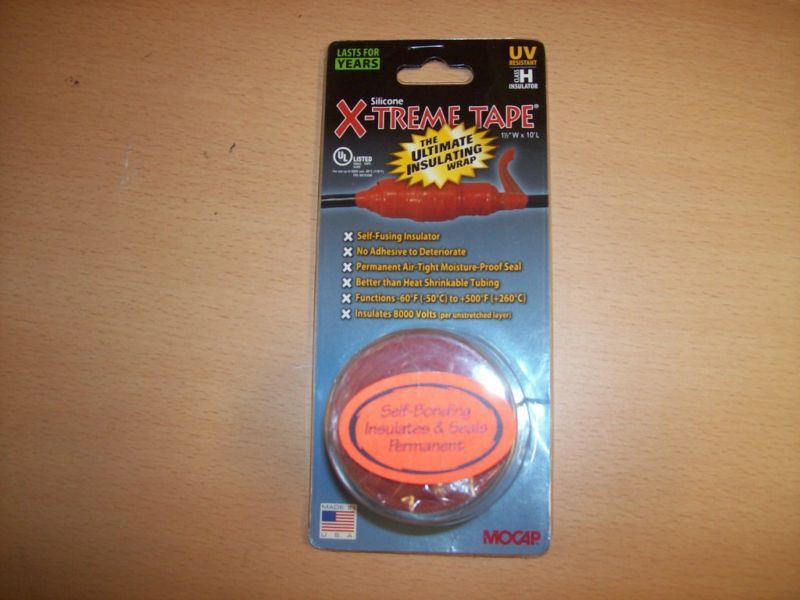 LASTS FOR
YEARS
UV
RESISTANT
CLASS H
INSULATOR
Silicone
X-TREME TAPE®
1½" W x 10' L
THE
ULTIMATE
INSULATING
WRAP
UL LISTED
Self-Fusing Insulator
No Adhesive to Deteriorate
Permanent Air-Tight Moisture-Proof Seal
Better than Heat Shrinkable Tubing
Functions -60°F (-50°C) to +500°F (+260°C)
Insulates 8000 Volts (per unstretched layer)
Self-Bonding
Insulates & Seals
Permanent
MADE IN
U.S.A
MOCAP